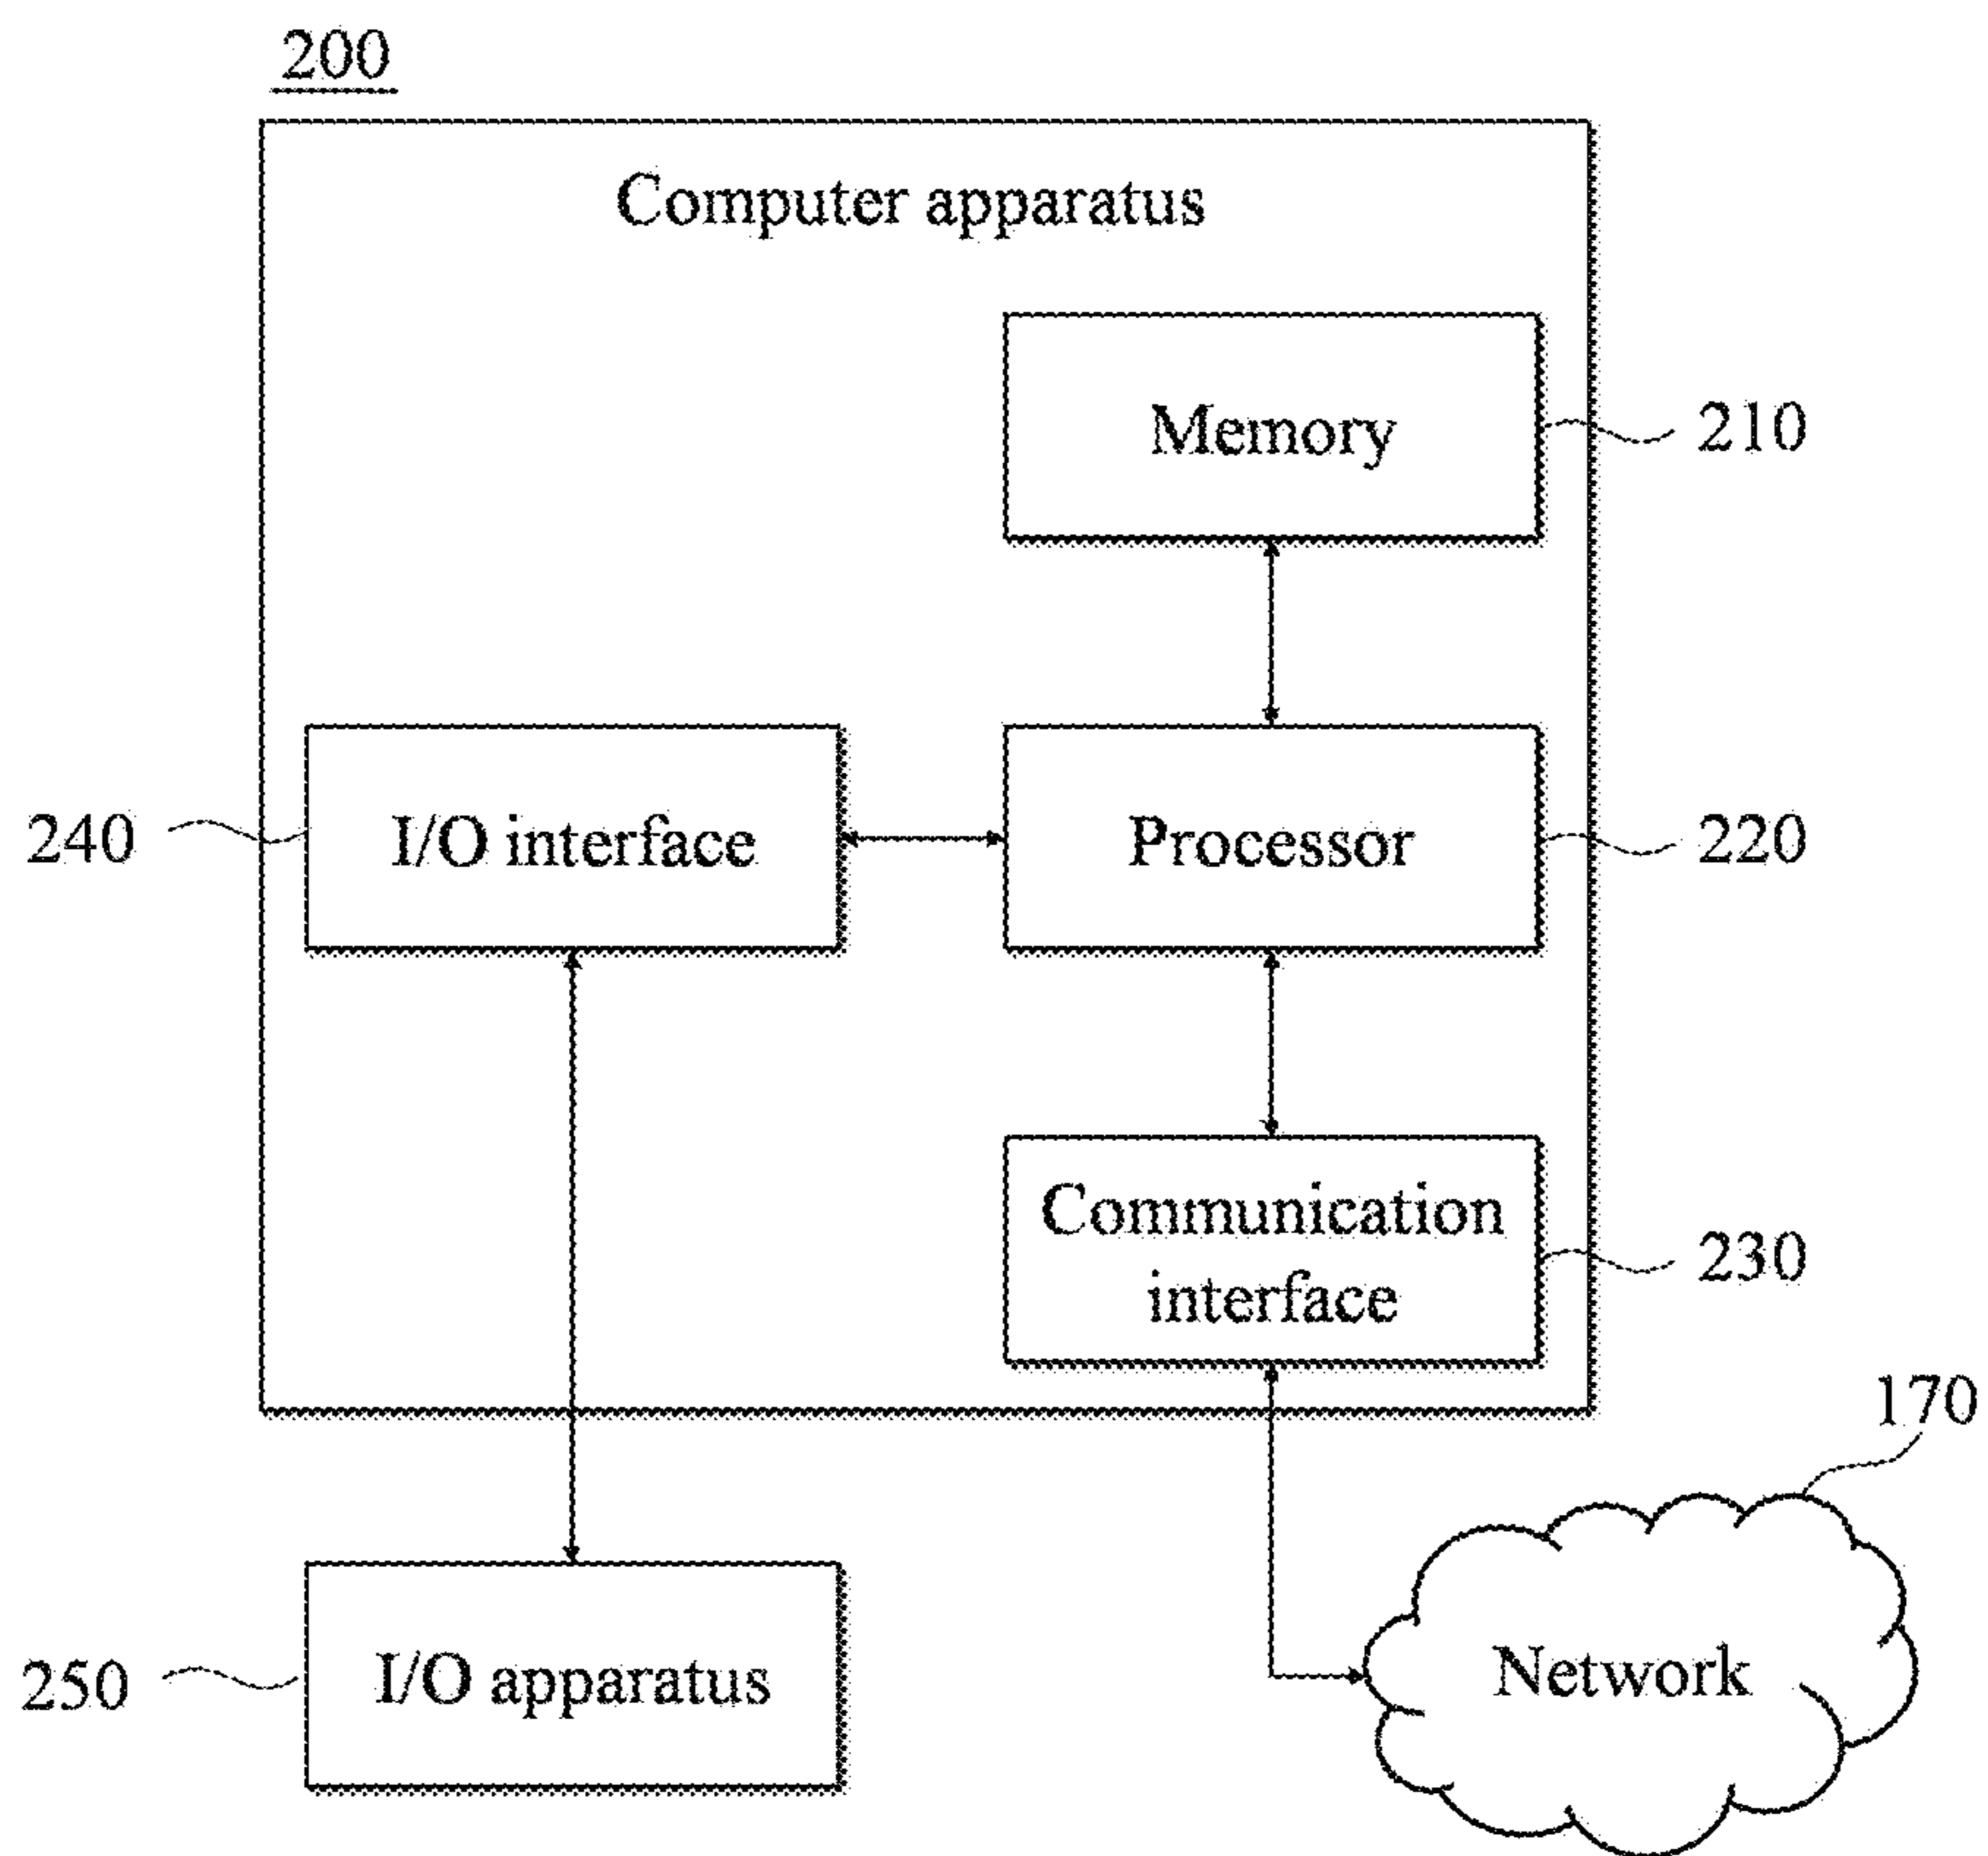 200
Computer apparatus
Memory
210
240
I/O interface
Processor
220
Communication
interface
230
170
250
I/O apparatus
Network